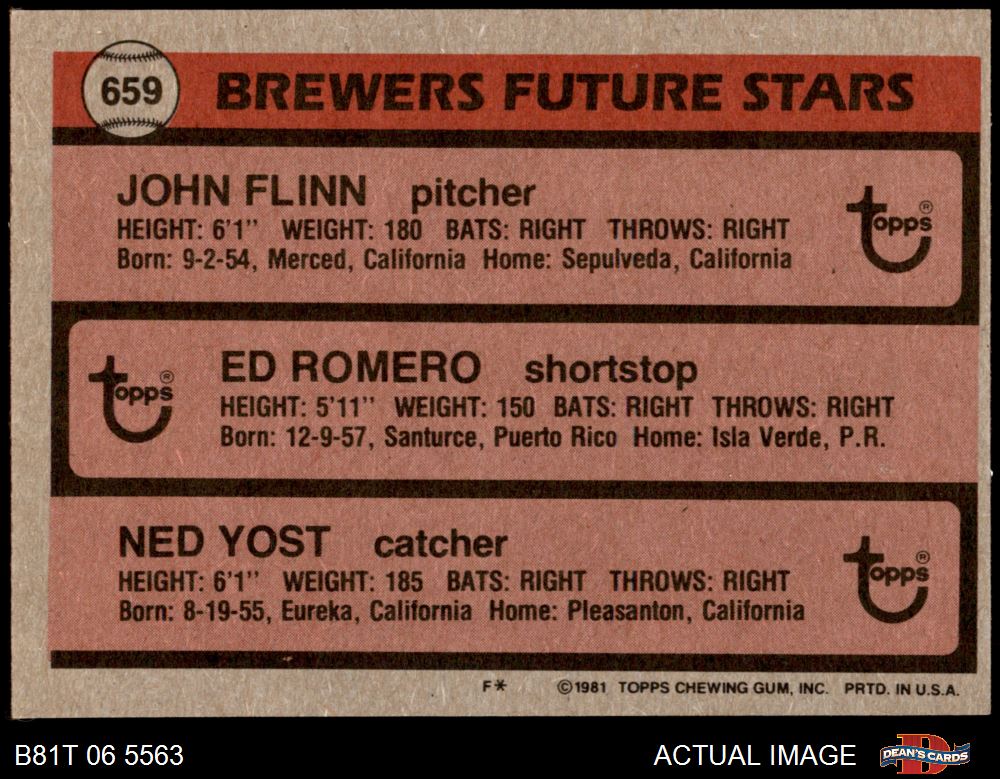 659
BREWERS FUTURE STARS
JOHN FLINN pitcher
HEIGHT: 6'1" WEIGHT: 180 BATS: RIGHT THROWS: RIGHT
Born: 9-2-54, Merced, California Home: Sepulveda, California
Topps ®
ED ROMERO shortstop
HEIGHT: 5'11" WEIGHT: 150 BATS: RIGHT THROWS: RIGHT
Born: 12-9-57, Santurce, Puerto Rico Home: Isla Verde, P.R.
Topps ®
NED YOST catcher
HEIGHT: 6'1" WEIGHT: 185 BATS: RIGHT THROWS: RIGHT
Born: 8-19-55, Eureka, California Home: Pleasanton, California
Topps ®
F* ©1981 TOPPS CHEWING GUM, INC. PRTD. IN U.S.A.
B81T 06 5563 ACTUAL IMAGE DEAN'S CARDS